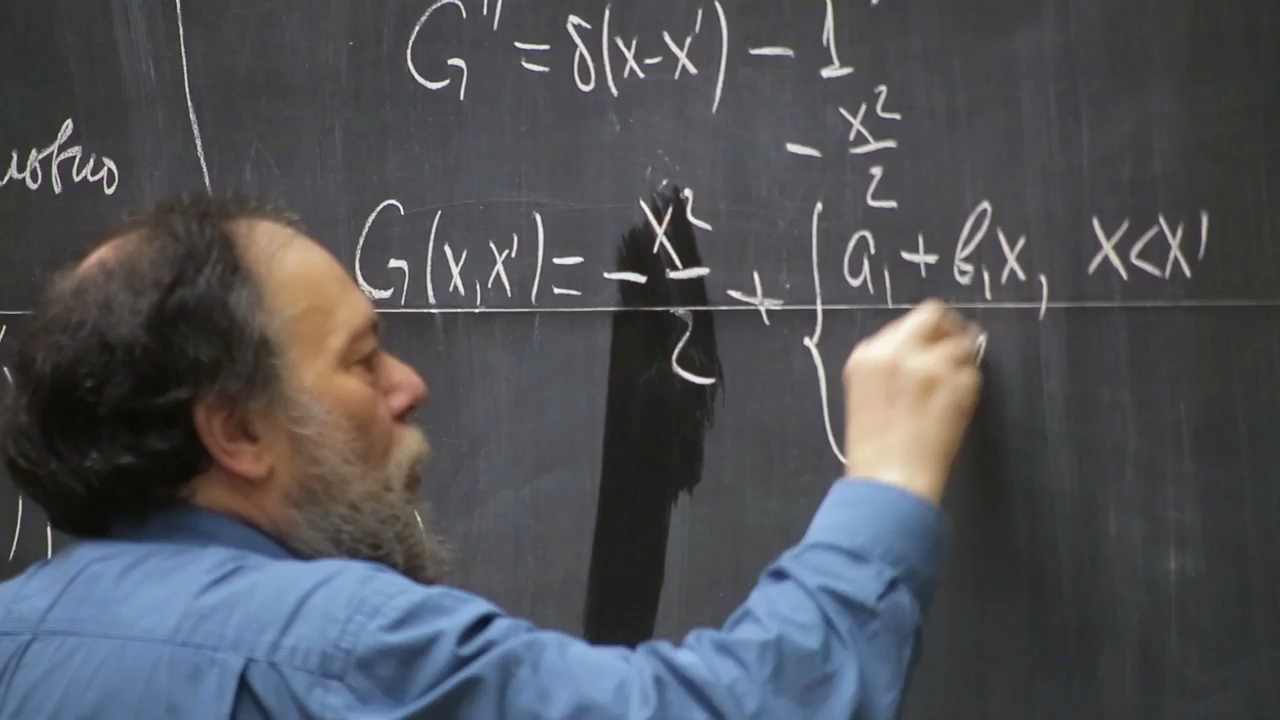 G'' = δ(x-x') - 1
- x²/2
G(x,x') = - x²/2 + { a₁ + b₁x, x<x'